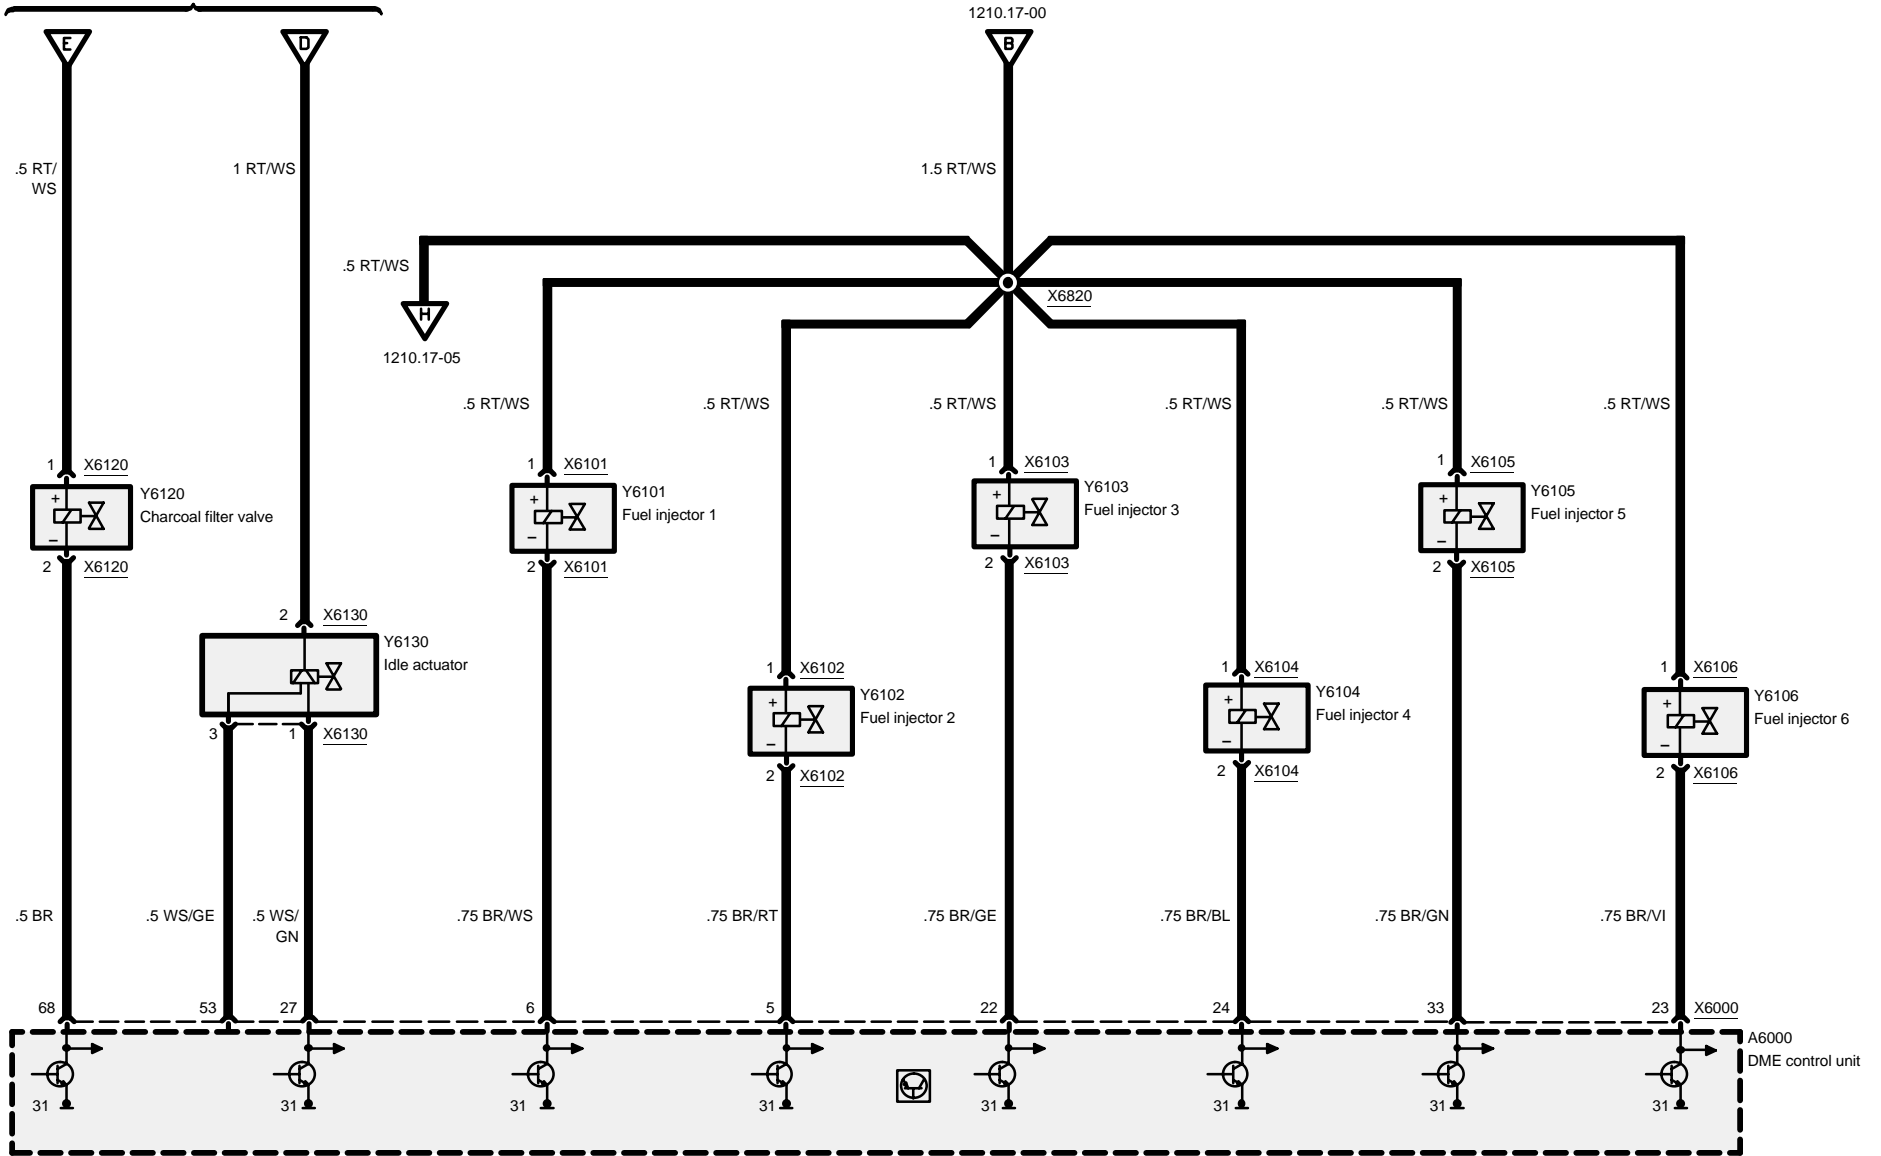 1210.17-00
E
D
B
.5 RT/
WS
1 RT/WS
1.5 RT/WS
.5 RT/WS
X6820
H
1210.17-05
.5 RT/WS
.5 RT/WS
.5 RT/WS
.5 RT/WS
.5 RT/WS
.5 RT/WS
1 X6120
1 X6101
1 X6103
1 X6105
+ Y6120
Charcoal filter valve
−
2 X6120
+ Y6101
Fuel injector 1
−
2 X6101
+ Y6103
Fuel injector 3
−
2 X6103
+ Y6105
Fuel injector 5
−
2 X6105
2 X6130
Y6130
Idle actuator
3 1 X6130
1 X6102
+ Y6102
Fuel injector 2
−
2 X6102
1 X6104
+ Y6104
Fuel injector 4
−
2 X6104
1 X6106
+ Y6106
Fuel injector 6
−
2 X6106
.5 BR
.5 WS/GE
.5 WS/
GN
.75 BR/WS
.75 BR/RT
.75 BR/GE
.75 BR/BL
.75 BR/GN
.75 BR/VI
68 53 27 6 5 22 24 33 23 X6000
A6000
DME control unit
31 31 31 31 31 31 31 31